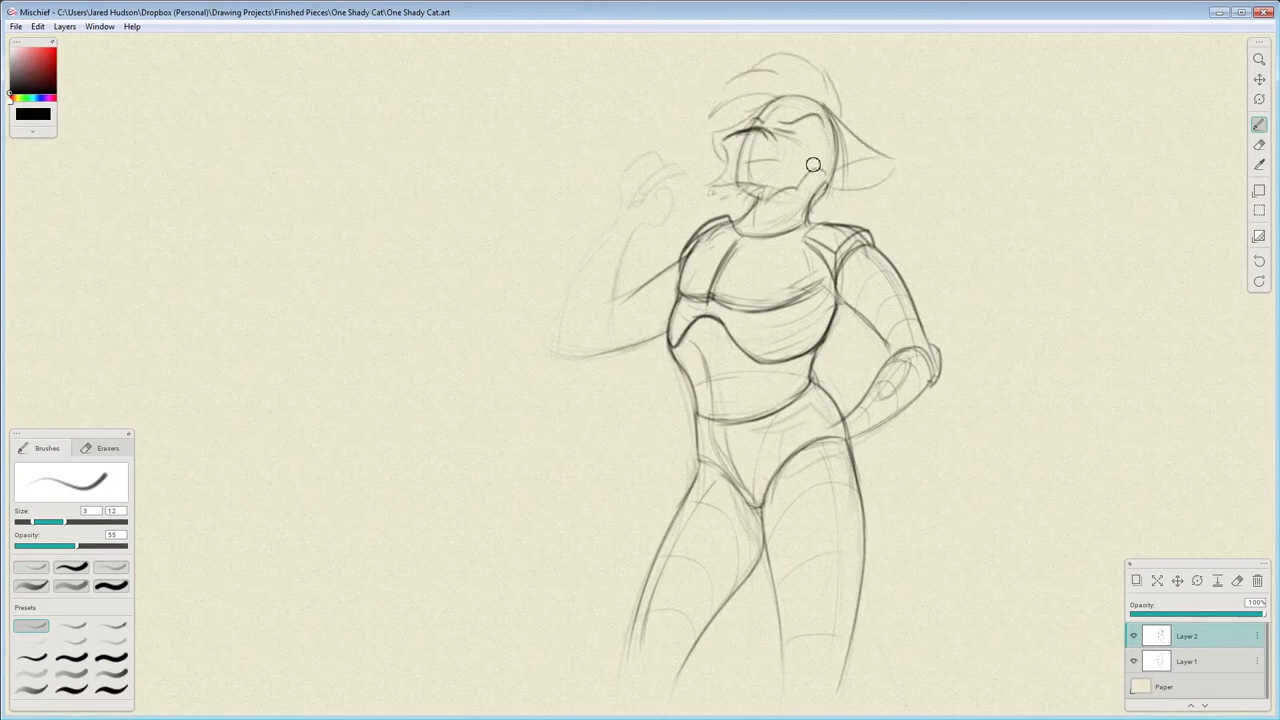 Mischief - C:\Users\Jared Hudson\Dropbox (Personal)\Drawing Projects\Finished Pieces\One Shady Cat\One Shady Cat.art
File Edit Layers Window Help
Brushes Erasers
Size: 3 12
Opacity: 55
Presets
Opacity: 100%
Layer2
Layer1
Paper